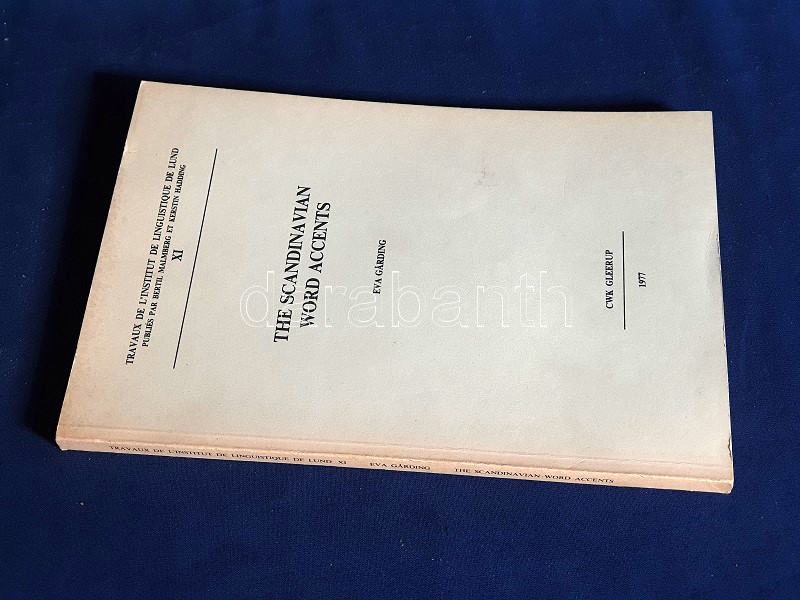 TRAVAUX DE L'INSTITUT DE LINGUISTIQUE DE LUND
PUBLIÉS PAR BERTIL MALMBERG ET KERSTIN HADDING
XI
THE SCANDINAVIAN
WORD ACCENTS
EVA GÅRDING
CWK GLEERUP
1977
TRAVAUX DE L'INSTITUT DE LINGUISTIQUE DE LUND XI EVA GÅRDING THE SCANDINAVIAN WORD ACCENTS
darabanth